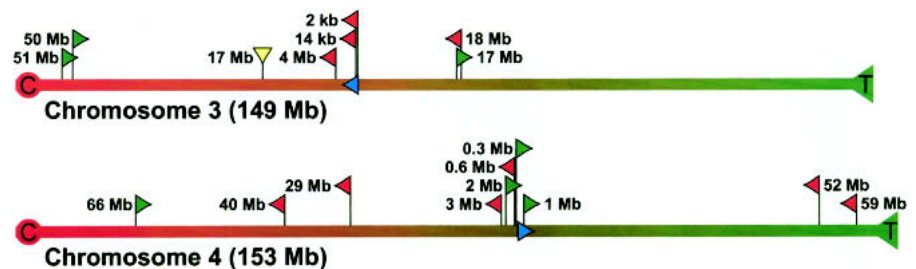 2 kb
50 Mb 14 kb 18 Mb
51 Mb 17 Mb 4 Mb 17 Mb
C T
Chromosome 3 (149 Mb)
0.3 Mb
0.6 Mb
29 Mb 2 Mb 52 Mb
66 Mb 40 Mb 3 Mb 1 Mb 59 Mb
C T
Chromosome 4 (153 Mb)